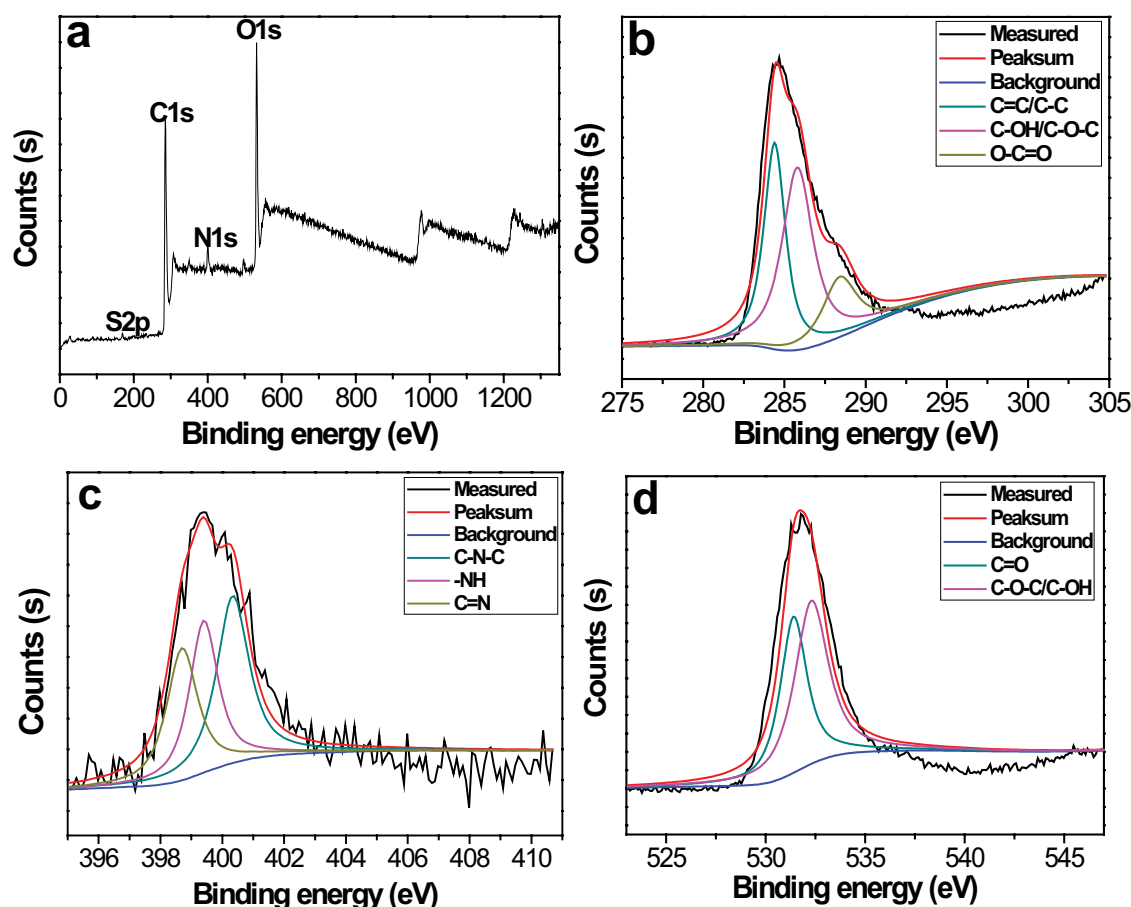 a
O1s
C1s
N1s
S2p
Counts (s)
0 200 400 600 800 1000 1200
Binding energy (eV)
b
Measured
Peaksum
Background
C=C/C-C
C-OH/C-O-C
O-C=O
Counts (s)
275 280 285 290 295 300 305
Binding energy (eV)
c
Measured
Peaksum
Background
C-N-C
-NH
C=N
Counts (s)
396 398 400 402 404 406 408 410
Binding energy (eV)
d
Measured
Peaksum
Background
C=O
C-O-C/C-OH
Counts (s)
525 530 535 540 545
Binding energy (eV)